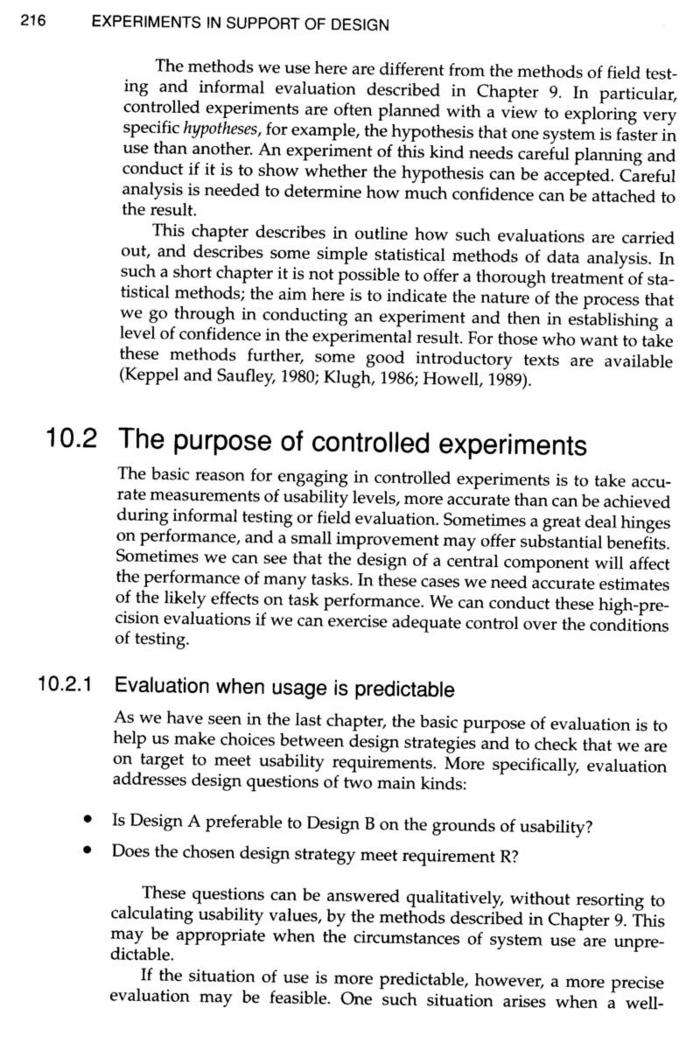 216 EXPERIMENTS IN SUPPORT OF DESIGN
The methods we use here are different from the methods of field test-
ing and informal evaluation described in Chapter 9. In particular,
controlled experiments are often planned with a view to exploring very
specific hypotheses, for example, the hypothesis that one system is faster in
use than another. An experiment of this kind needs careful planning and
conduct if it is to show whether the hypothesis can be accepted. Careful
analysis is needed to determine how much confidence can be attached to
the result.
This chapter describes in outline how such evaluations are carried
out, and describes some simple statistical methods of data analysis. In
such a short chapter it is not possible to offer a thorough treatment of sta-
tistical methods; the aim here is to indicate the nature of the process that
we go through in conducting an experiment and then in establishing a
level of confidence in the experimental result. For those who want to take
these methods further, some good introductory texts are available
(Keppel and Saufley, 1980; Klugh, 1986; Howell, 1989).
10.2 The purpose of controlled experiments
The basic reason for engaging in controlled experiments is to take accu-
rate measurements of usability levels, more accurate than can be achieved
during informal testing or field evaluation. Sometimes a great deal hinges
on performance, and a small improvement may offer substantial benefits.
Sometimes we can see that the design of a central component will affect
the performance of many tasks. In these cases we need accurate estimates
of the likely effects on task performance. We can conduct these high-pre-
cision evaluations if we can exercise adequate control over the conditions
of testing.
10.2.1 Evaluation when usage is predictable
As we have seen in the last chapter, the basic purpose of evaluation is to
help us make choices between design strategies and to check that we are
on target to meet usability requirements. More specifically, evaluation
addresses design questions of two main kinds:
• Is Design A preferable to Design B on the grounds of usability?
• Does the chosen design strategy meet requirement R?
These questions can be answered qualitatively, without resorting to
calculating usability values, by the methods described in Chapter 9. This
may be appropriate when the circumstances of system use are unpre-
dictable.
If the situation of use is more predictable, however, a more precise
evaluation may be feasible. One such situation arises when a well-